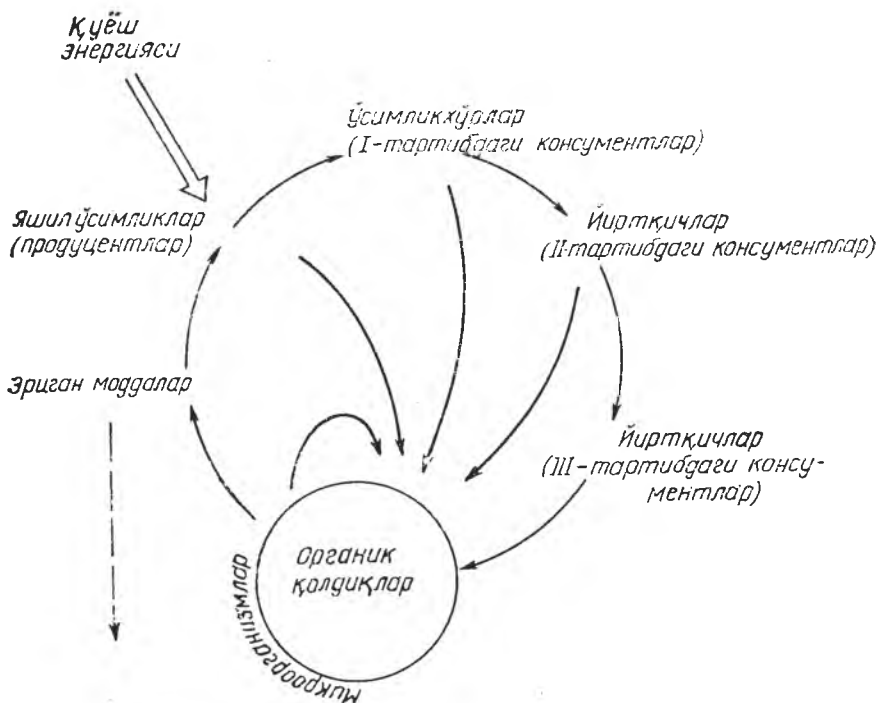 Қуёш
энергияси
Ўсимликхўрлар
(I-тартибдаги консументлар)
Яшил ўсимликлар
(продуцентлар)
Йиртқичлар
(II-тартибдаги консументлар)
Эриган моддалар
Йиртқичлар
(III-тартибдаги консу-
ментлар)
Органик
қолдиқлар
Микроорганизмлар